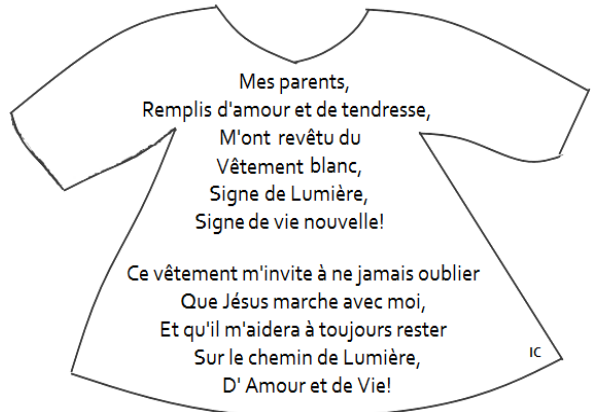 Mes parents,
Remplis d'amour et de tendresse,
M'ont revêtu du
Vêtement blanc,
Signe de Lumière,
Signe de vie nouvelle!
Ce vêtement m'invite à ne jamais oublier
Que Jésus marche avec moi,
Et qu'il m'aidera à toujours rester
Sur le chemin de Lumière,
D' Amour et de Vie!
IC